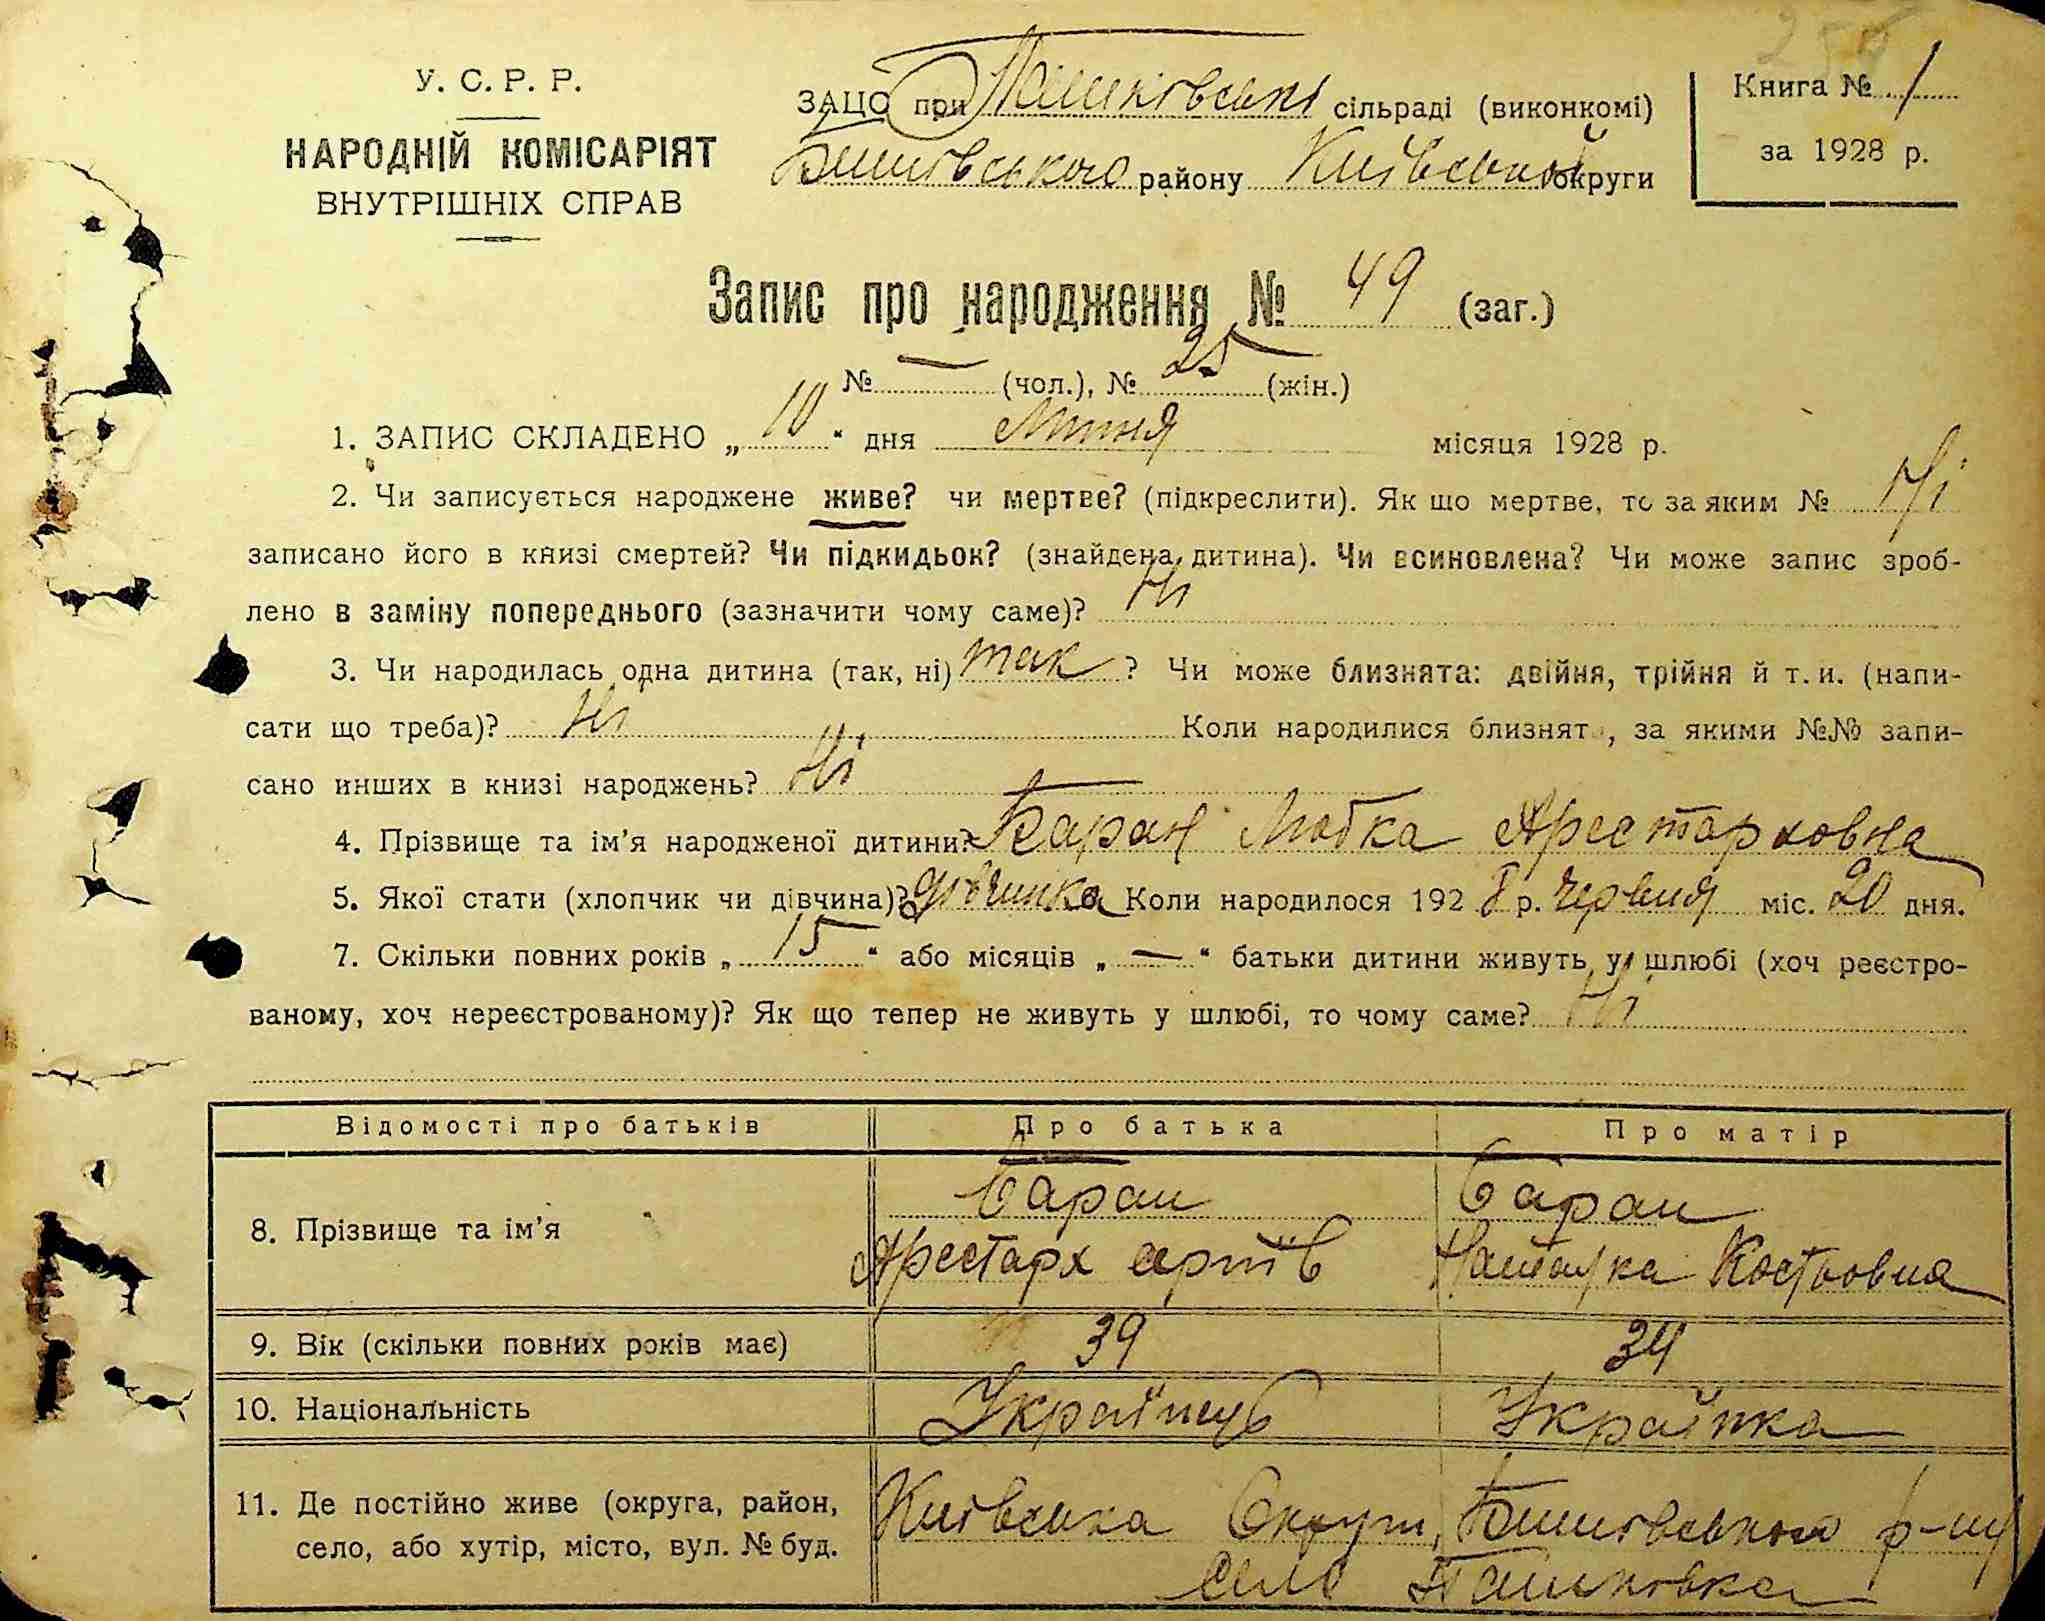 У. С. Р. Р.
НАРОДНІЙ КОМІСАРІЯТ
ВНУТРІШНІХ СПРАВ
ЗАЦС при Пашківські сільраді (виконкомі)
Бишівського району Київської округи
Книга № 1
за 1928 р.
Запис про народження № 49 (заг.)
№ — (чол.), № 25 (жін.)
1. ЗАПИС СКЛАДЕНО „ 10 “ дня Липня місяця 1928 р.
2. Чи записується народжене живе? чи мертве? (підкреслити). Як що мертве, то за яким № Ні
записано його в книзі смертей? Чи підкидьок? (знайдена дитина). Чи всиновлена? Чи може запис зроб-
лено в заміну попереднього (зазначити чому саме)? Ні
3. Чи народилась одна дитина (так, ні) так ? Чи може близнята: двійня, трійня й т. и. (напи-
сати що треба)? Ні Коли народилися близнят , за якими №№ запи-
сано инших в книзі народжень? Ні
4. Прізвище та ім’я народженої дитини? Баран Любка Арестарховна
5. Якої стати (хлопчик чи дівчина)? дівчинка Коли народилося 192 8 р. червня міс. 20 дня.
7. Скільки повних років „ 15 “ або місяців „ — “ батьки дитини живуть у шлюбі (хоч реєстро-
ваному, хоч нереєстрованому)? Як що тепер не живуть у шлюбі, то чому саме? Ні
Відомості про батьків Про батька Про матір
8. Прізвище та ім’я Баран Баран
Арестарх Наталка Костьовна
9. Вік (скільки повних років має) 39 34
10. Національність Українець Українка
11. Де постійно живе (округа, район, Київська Округи, Бишівського р-ну
село, або хутір, місто, вул. № буд. село Пашковка